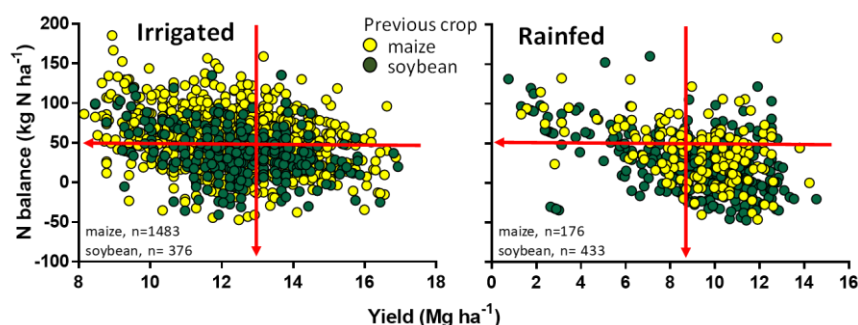 Irrigated
Previous crop
maize
soybean
Rainfed
N balance (kg N ha⁻¹)
200
150
100
50
0
-50
-100
maize, n=1483
soybean, n= 376
maize, n=176
soybean, n= 433
8 10 12 14 16 18
0 2 4 6 8 10 12 14 16
Yield (Mg ha⁻¹)